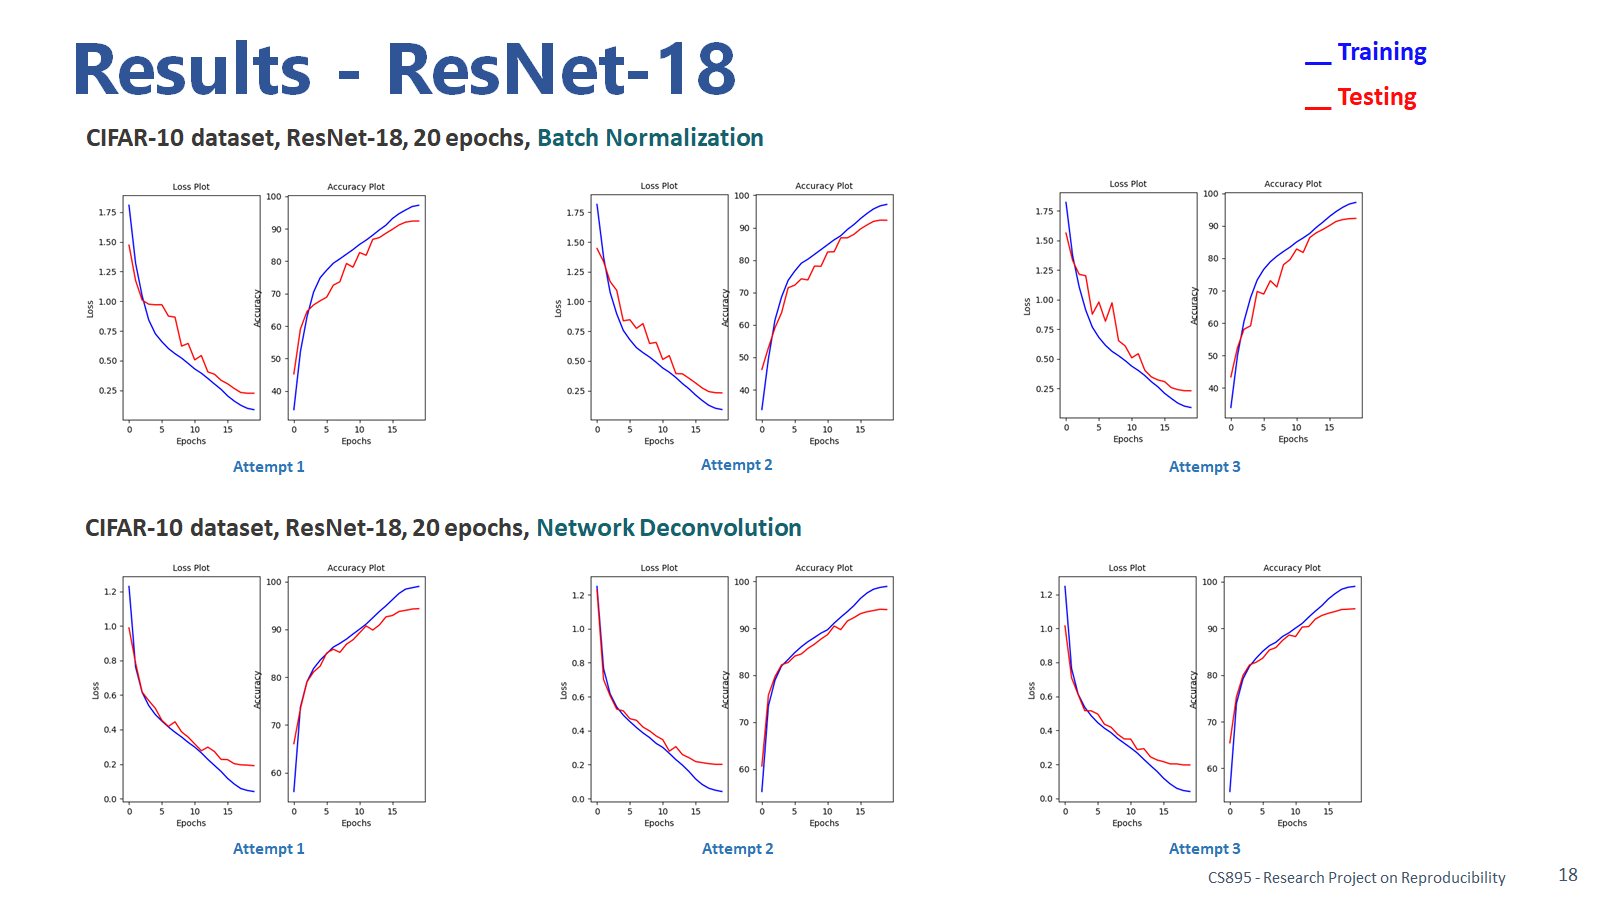 Results - ResNet-18
__ Training
__ Testing
CIFAR-10 dataset, ResNet-18, 20 epochs, Batch Normalization
Loss Plot
Accuracy Plot
Loss
1.75
1.50
1.25
1.00
0.75
0.50
0.25
0 5 10 15
Epochs
Accuracy
100
90
80
70
60
50
40
0 5 10 15
Epochs
Attempt 1
Loss Plot
Accuracy Plot
Loss
1.75
1.50
1.25
1.00
0.75
0.50
0.25
0 5 10 15
Epochs
Accuracy
100
90
80
70
60
50
40
0 5 10 15
Epochs
Attempt 2
Loss Plot
Accuracy Plot
Loss
1.75
1.50
1.25
1.00
0.75
0.50
0.25
0 5 10 15
Epochs
Accuracy
100
90
80
70
60
50
40
0 5 10 15
Epochs
Attempt 3
CIFAR-10 dataset, ResNet-18, 20 epochs, Network Deconvolution
Loss Plot
Accuracy Plot
Loss
1.2
1.0
0.8
0.6
0.4
0.2
0.0
0 5 10 15
Epochs
Accuracy
100
90
80
70
60
0 5 10 15
Epochs
Attempt 1
Loss Plot
Accuracy Plot
Loss
1.2
1.0
0.8
0.6
0.4
0.2
0.0
0 5 10 15
Epochs
Accuracy
100
90
80
70
60
0 5 10 15
Epochs
Attempt 2
Loss Plot
Accuracy Plot
Loss
1.2
1.0
0.8
0.6
0.4
0.2
0.0
0 5 10 15
Epochs
Accuracy
100
90
80
70
60
0 5 10 15
Epochs
Attempt 3
CS895 - Research Project on Reproducibility
18